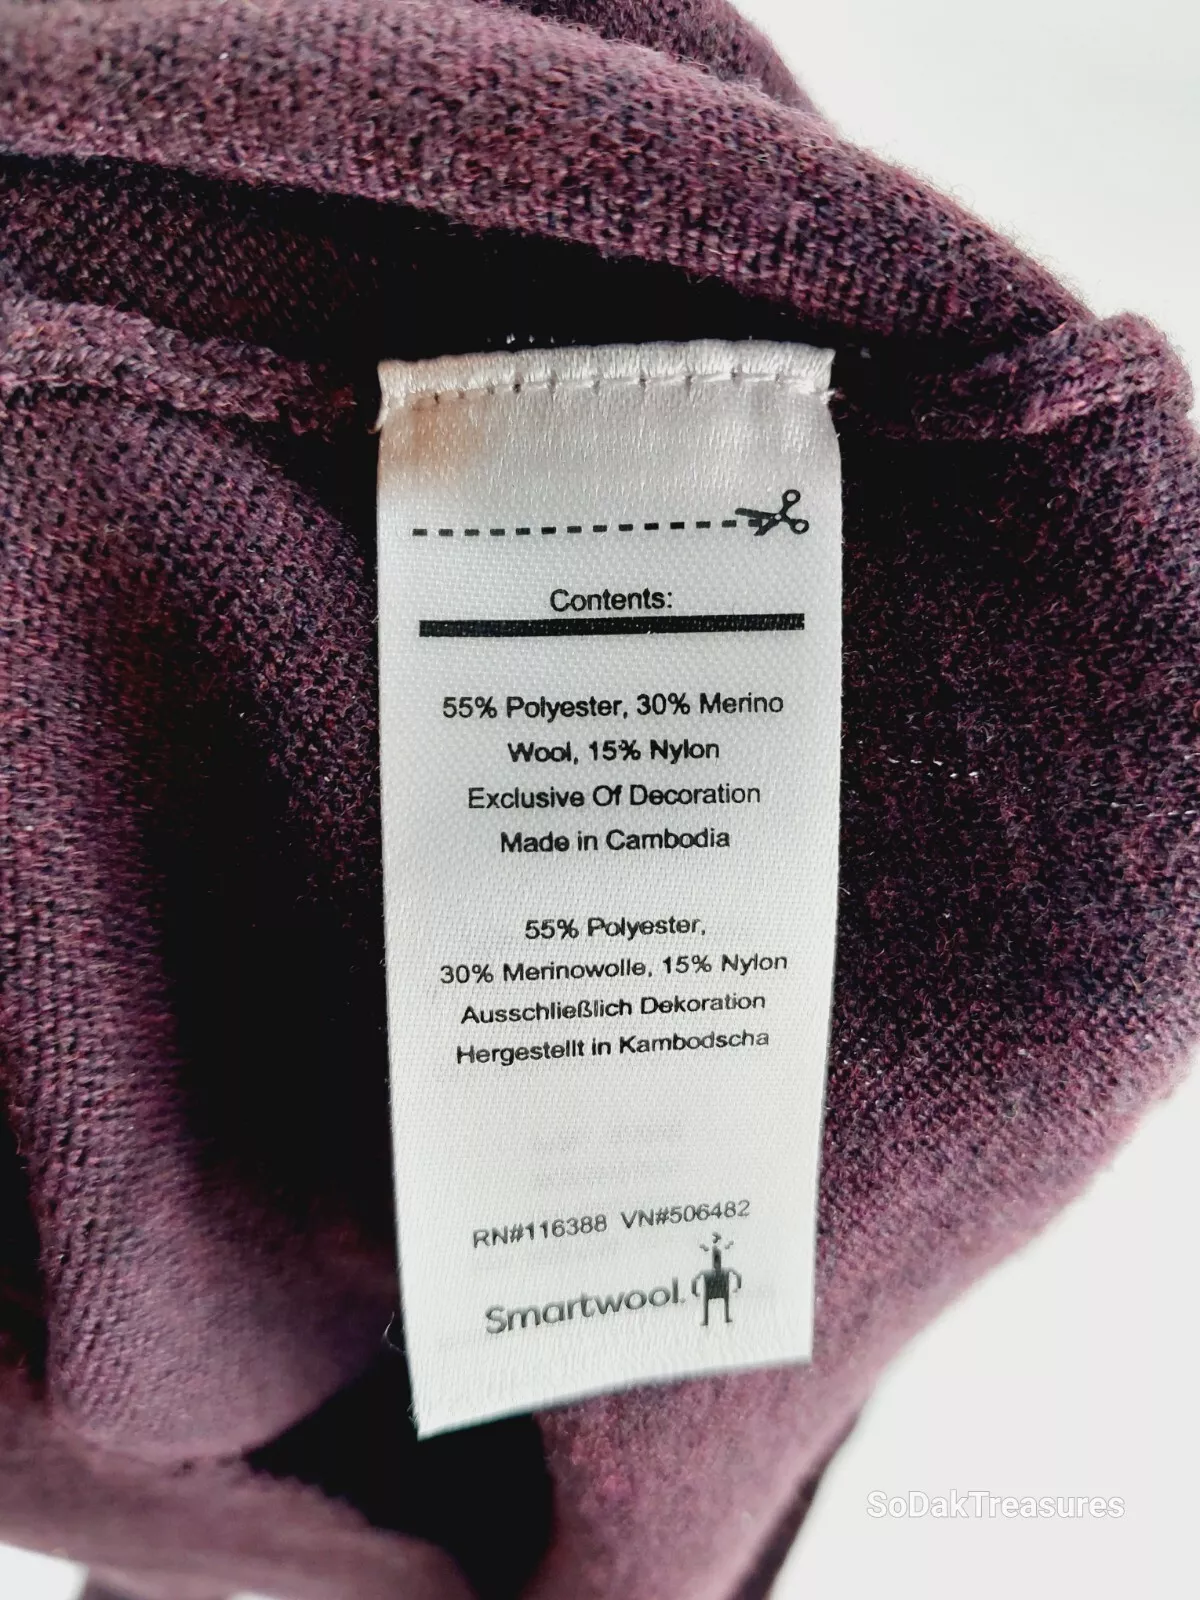 Contents:
55% Polyester, 30% Merino
Wool, 15% Nylon
Exclusive Of Decoration
Made in Cambodia
55% Polyester,
30% Merinowolle, 15% Nylon
Ausschließlich Dekoration
Hergestellt in Kambodscha
RN#116388 VN#506482
Smartwool.
SoDakTreasures